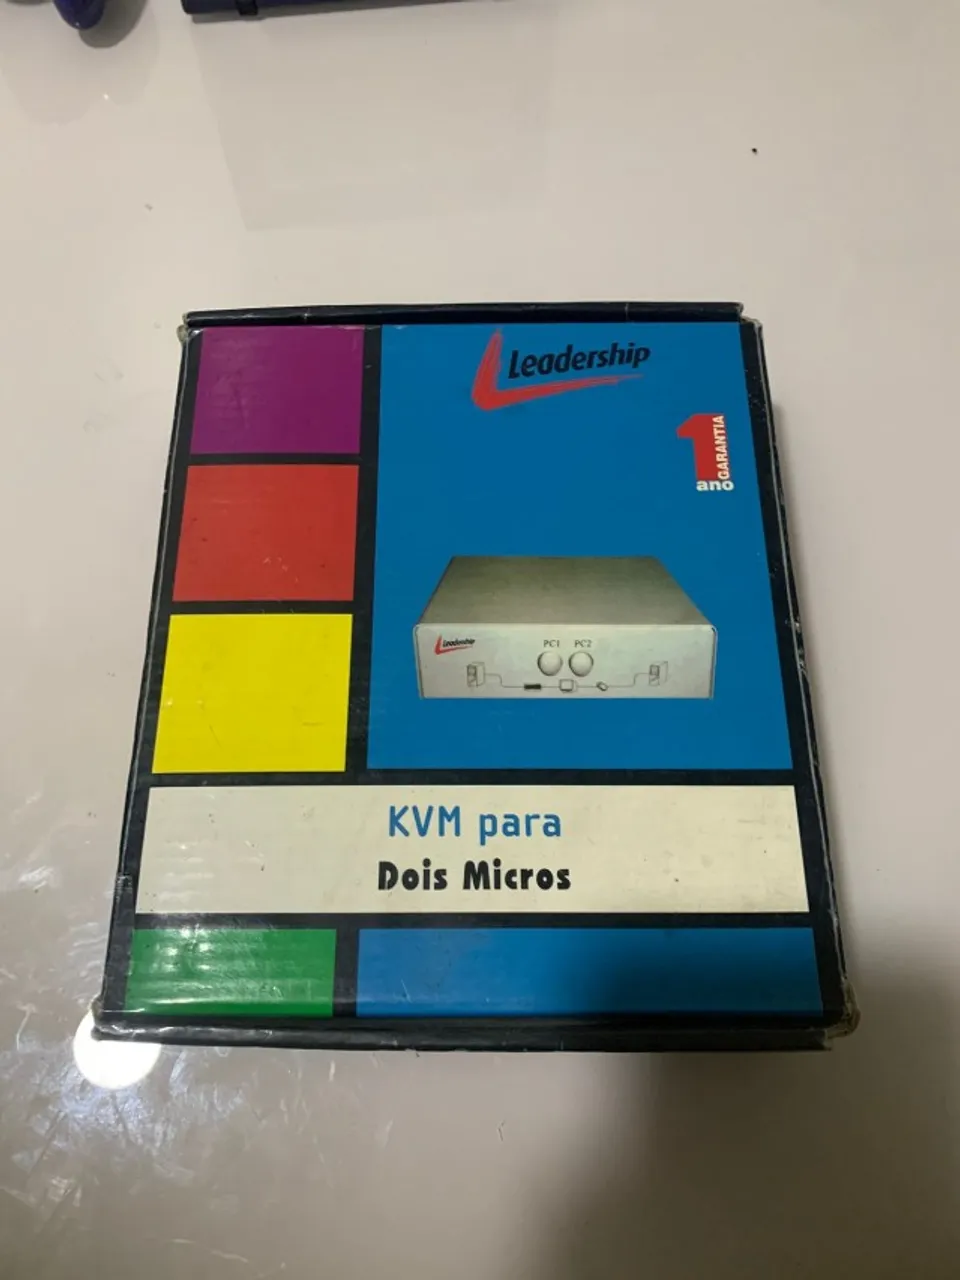 Leadership
1
ano
GARANTIA
Leadership
PC1 PC2
KVM para
Dois Micros